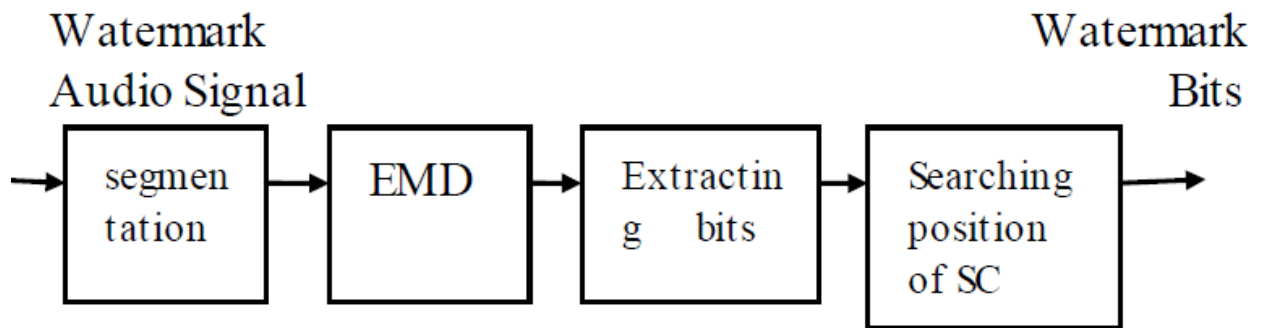 Watermark
Audio Signal
Watermark
Bits
segmen
tation
EMD
Extractin
g bits
Searching
position
of SC